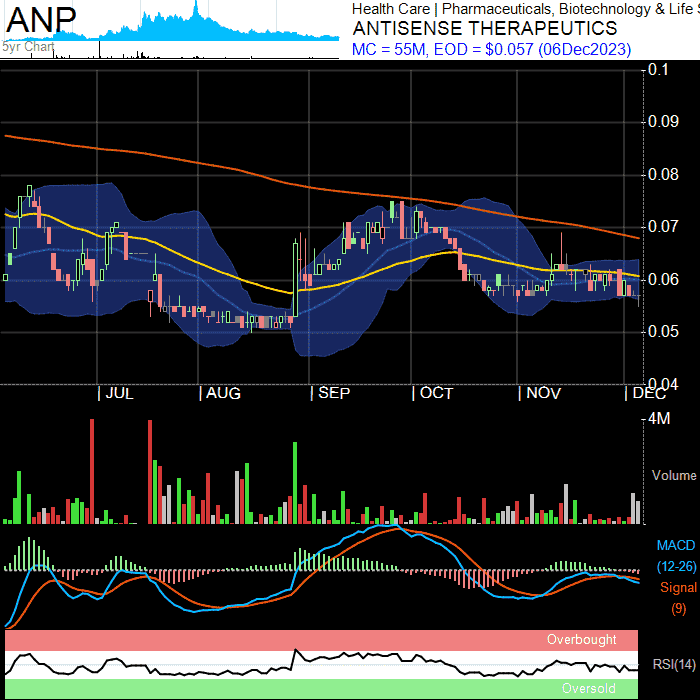 ANP
5yr Chart
Health Care | Pharmaceuticals, Biotechnology & Life S
ANTISENSE THERAPEUTICS
MC = 55M, EOD = $0.057 (06Dec2023)
0.1
0.09
0.08
0.07
0.06
0.05
0.04
| JUL | AUG | SEP | OCT | NOV | DEC
4M
Volume
MACD
(12-26)
Signal
(9)
Overbought
RSI(14)
Oversold